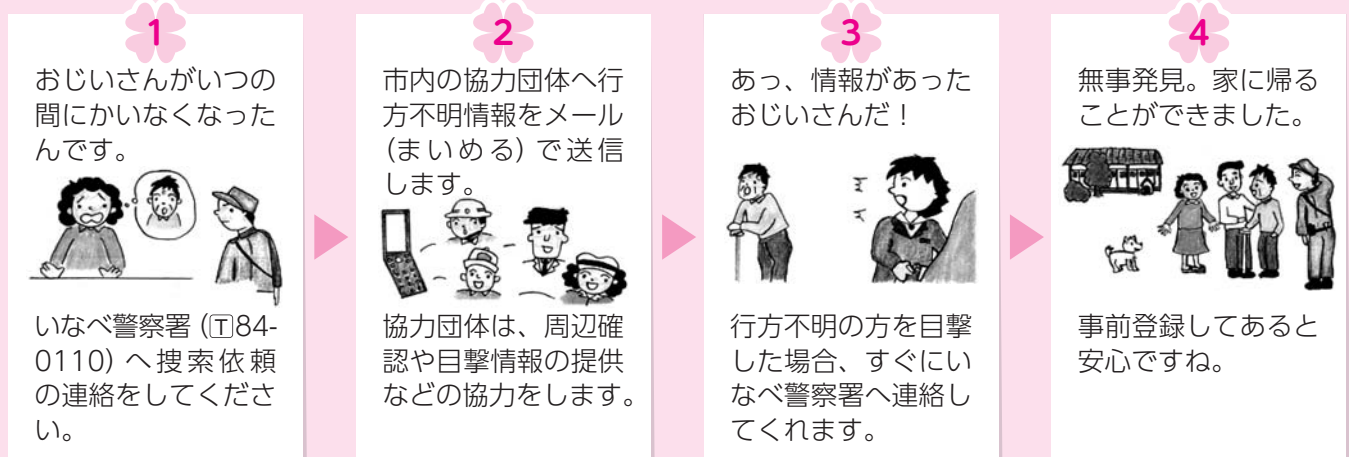 1
おじいさんがいつの
間にかいなくなった
んです。
いなべ警察署(🅃84-
0110)へ捜索依頼
の連絡をしてくださ
い。
2
市内の協力団体へ行
方不明情報をメール
(まいめる)で送信
します。
協力団体は、周辺確
認や目撃情報の提供
などの協力をします。
3
あっ、情報があった
おじいさんだ！
行方不明の方を目撃
した場合、すぐにい
なべ警察署へ連絡し
てくれます。
4
無事発見。家に帰る
ことができました。
事前登録してあると
安心ですね。